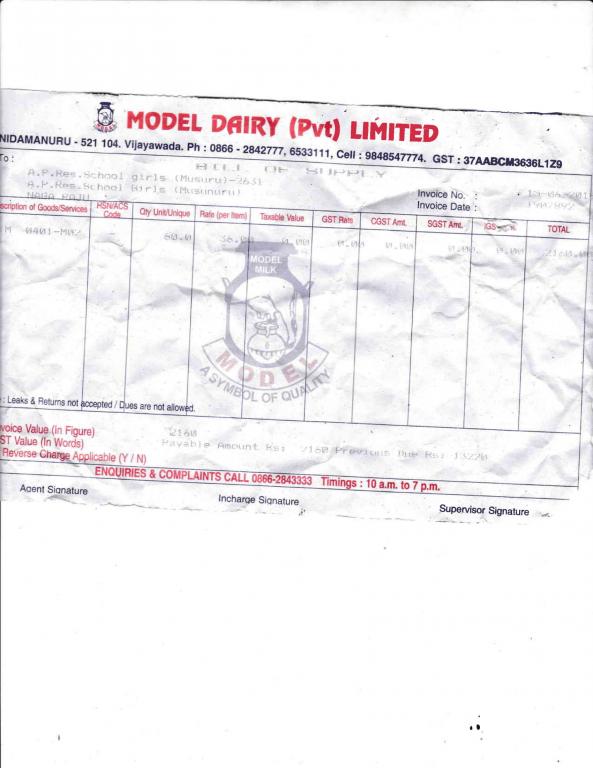 MODEL DAIRY (Pvt) LIMITED
NIDAMANURU - 521 104. Vijayawada. Ph : 0866 - 2842777, 6533111, Cell : 9848547774. GST : 37AABCM3636L1Z9
BILL OF SUPPLY
To :
A.P.Res.School girls (Musuru)-2631
A.P.Res.School Girls (Musunuru)
NAGA RAJU
Invoice No. :
Invoice Date :
scription of Goods/Services HSN/ACS Code Qty Unit/Unique Rate (per Item) Taxable Value GST Rate CGST Amt. SGST Amt. TOTAL
M 0401-M02 60.0 36.00 0.00 0.00 0.00 0.00 0.00
MODEL MILK
MODEL
A SYMBOL OF QUALITY
: Leaks & Returns not accepted / Dues are not allowed.
voice Value (In Figure) 2160
ST Value (In Words) Payable Amount Rs: 2160 Previous Due Rs: 13220
Reverse Charge Applicable (Y / N)
ENQUIRIES & COMPLAINTS CALL 0866-2843333 Timings : 10 a.m. to 7 p.m.
Agent Signature Incharge Signature Supervisor Signature